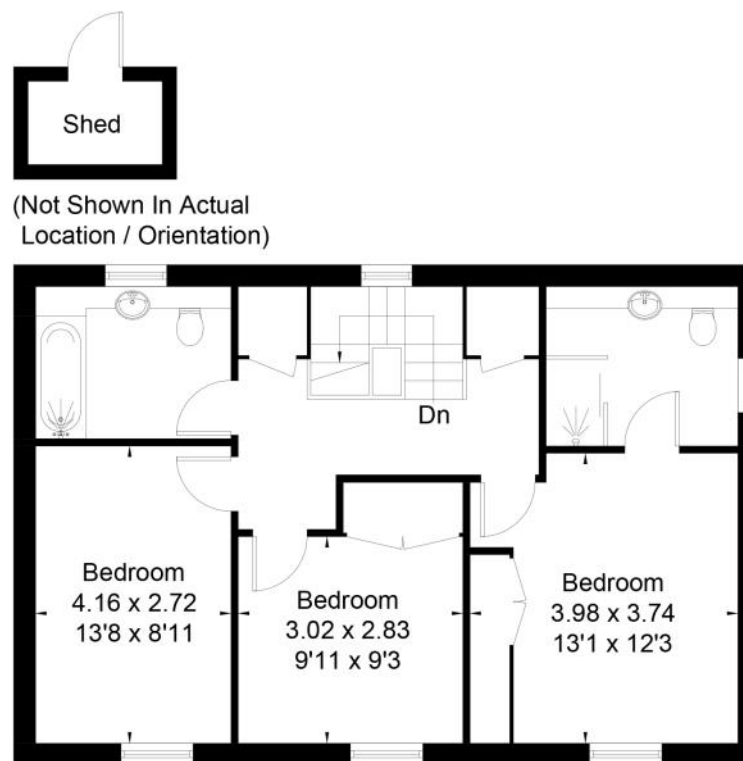 Shed
(Not Shown In Actual
Location / Orientation)
Dn
Bedroom
4.16 x 2.72
13'8 x 8'11
Bedroom
3.02 x 2.83
9'11 x 9'3
Bedroom
3.98 x 3.74
13'1 x 12'3